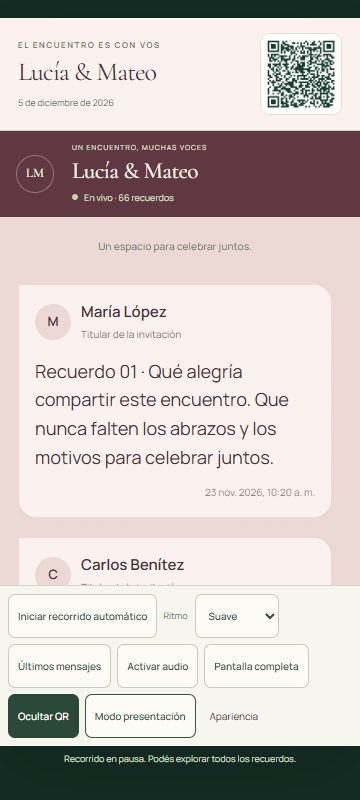 EL ENCUENTRO ES CON VOS
Lucía & Mateo
5 de diciembre de 2026
UN ENCUENTRO, MUCHAS VOCES
LM
Lucía & Mateo
En vivo · 66 recuerdos
Un espacio para celebrar juntos.
M
María López
Titular de la invitación
Recuerdo 01 · Qué alegría
compartir este encuentro. Que
nunca falten los abrazos y los
motivos para celebrar juntos.
23 nov. 2026, 10:20 a. m.
C
Carlos Benítez
Iniciar recorrido automático
Ritmo
Suave
Últimos mensajes
Activar audio
Pantalla completa
Ocultar QR
Modo presentación
Apariencia
Recorrido en pausa. Podés explorar todos los recuerdos.